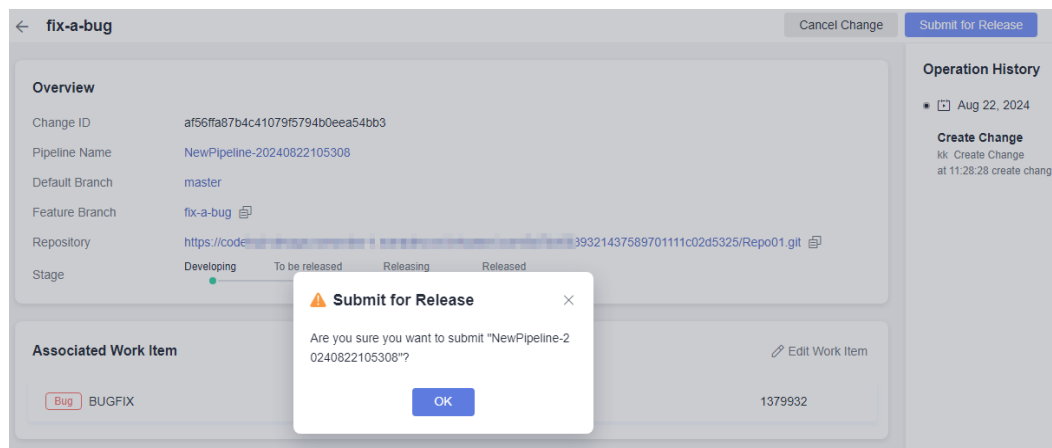 fix-a-bug
Cancel Change
Submit for Release
Overview
Change ID af56ffa87b4c41079f5794b0eea54bb3
Pipeline Name NewPipeline-20240822105308
Default Branch master
Feature Branch fix-a-bug
Repository https://code 39321437589701111c02d5325/Repo01.git
Stage Developing To be released Releasing Released
Submit for Release
Are you sure you want to submit "NewPipeline-2
0240822105308"?
OK
Associated Work Item
Edit Work Item
Bug BUGFIX 1379932
Operation History
Aug 22, 2024
Create Change
kk Create Change
at 11:28:28 create chang